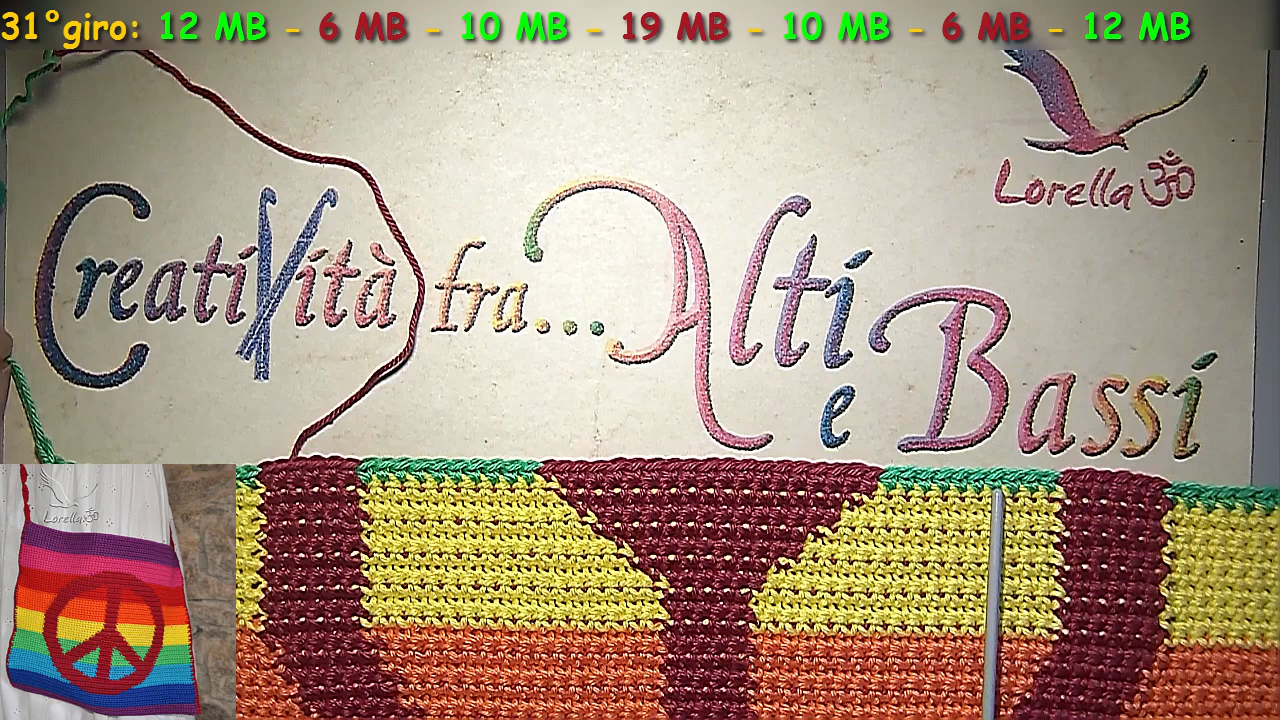 31°giro: 12 MB - 6 MB - 10 MB - 19 MB - 10 MB - 6 MB - 12 MB
Lorella ॐ
CreatiVità fra... Alti e Bassi
Lorella ॐ